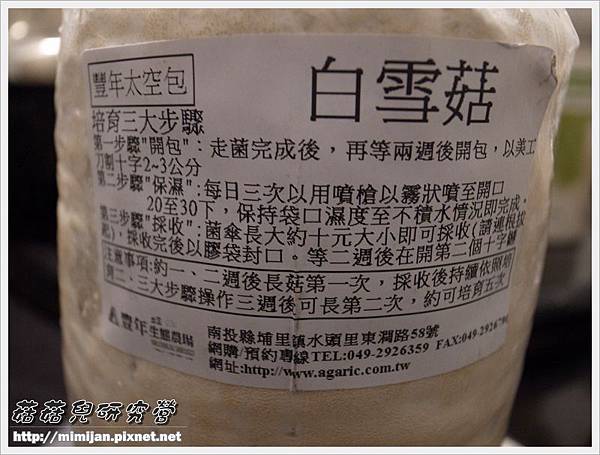 豐年太空包
白雪菇
培育三大步驟
第一步驟"開包"：走菌完成後，再等兩週後開包，以美工
刀割十字2~3公分
第二步驟"保濕"：每日三次以用噴槍以霧狀噴至開口
20至30下，保持袋口濕度至不積水情況即完成。
第三步驟"採收"：菌傘長大約十元大小即可採收(請連根拔
起)，採收完後以膠袋封口。等二週後在開第二個十字
注意事項：約一、二週後長菇第一次，採收後持續依照
二、三大步驟操作三週後可長第二次，約可培育五次
豐年
生態農場
南投縣埔里鎮水頭里東潤路58號
網購/預約專線TEL:049-2926359 FAX:049-29267
網址:http://www.agaric.com.tw
菇菇兒研究營
http://mimijan.pixnet.net